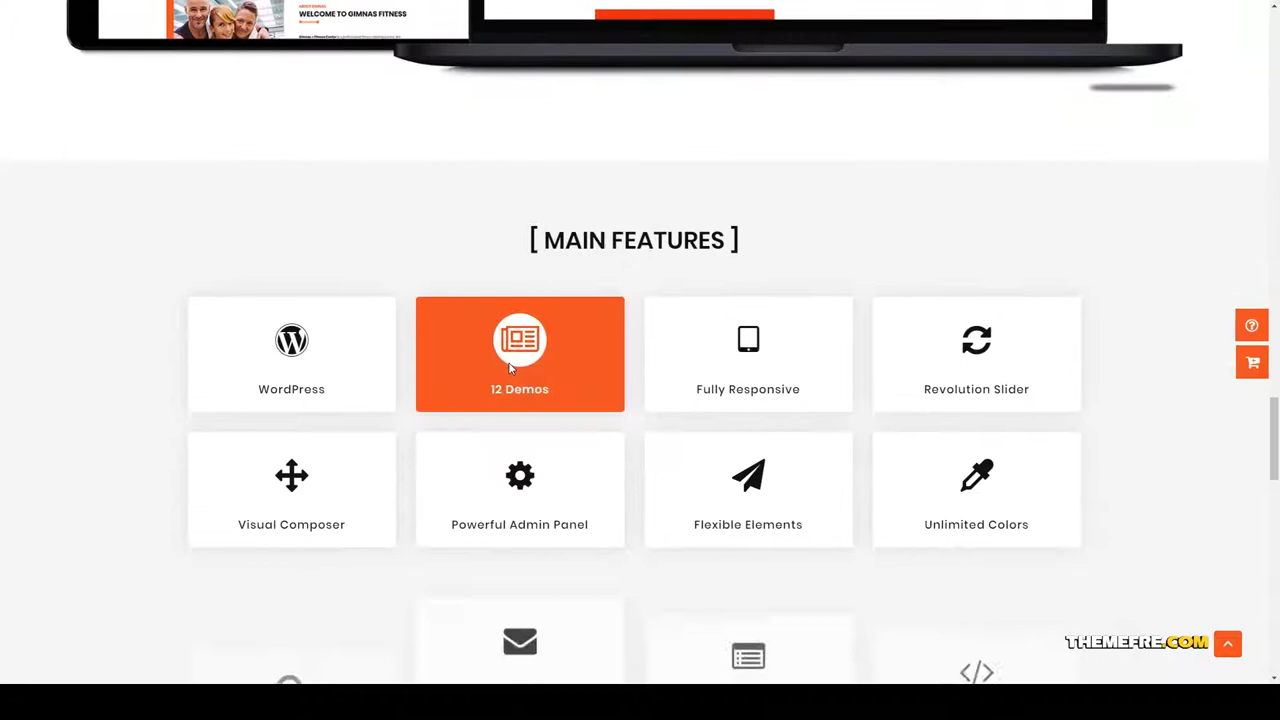 WELCOME TO GIMNAS FITNESS
[ MAIN FEATURES ]
WordPress
12 Demos
Fully Responsive
Revolution Slider
Visual Composer
Powerful Admin Panel
Flexible Elements
Unlimited Colors
THEMEFRE.COM